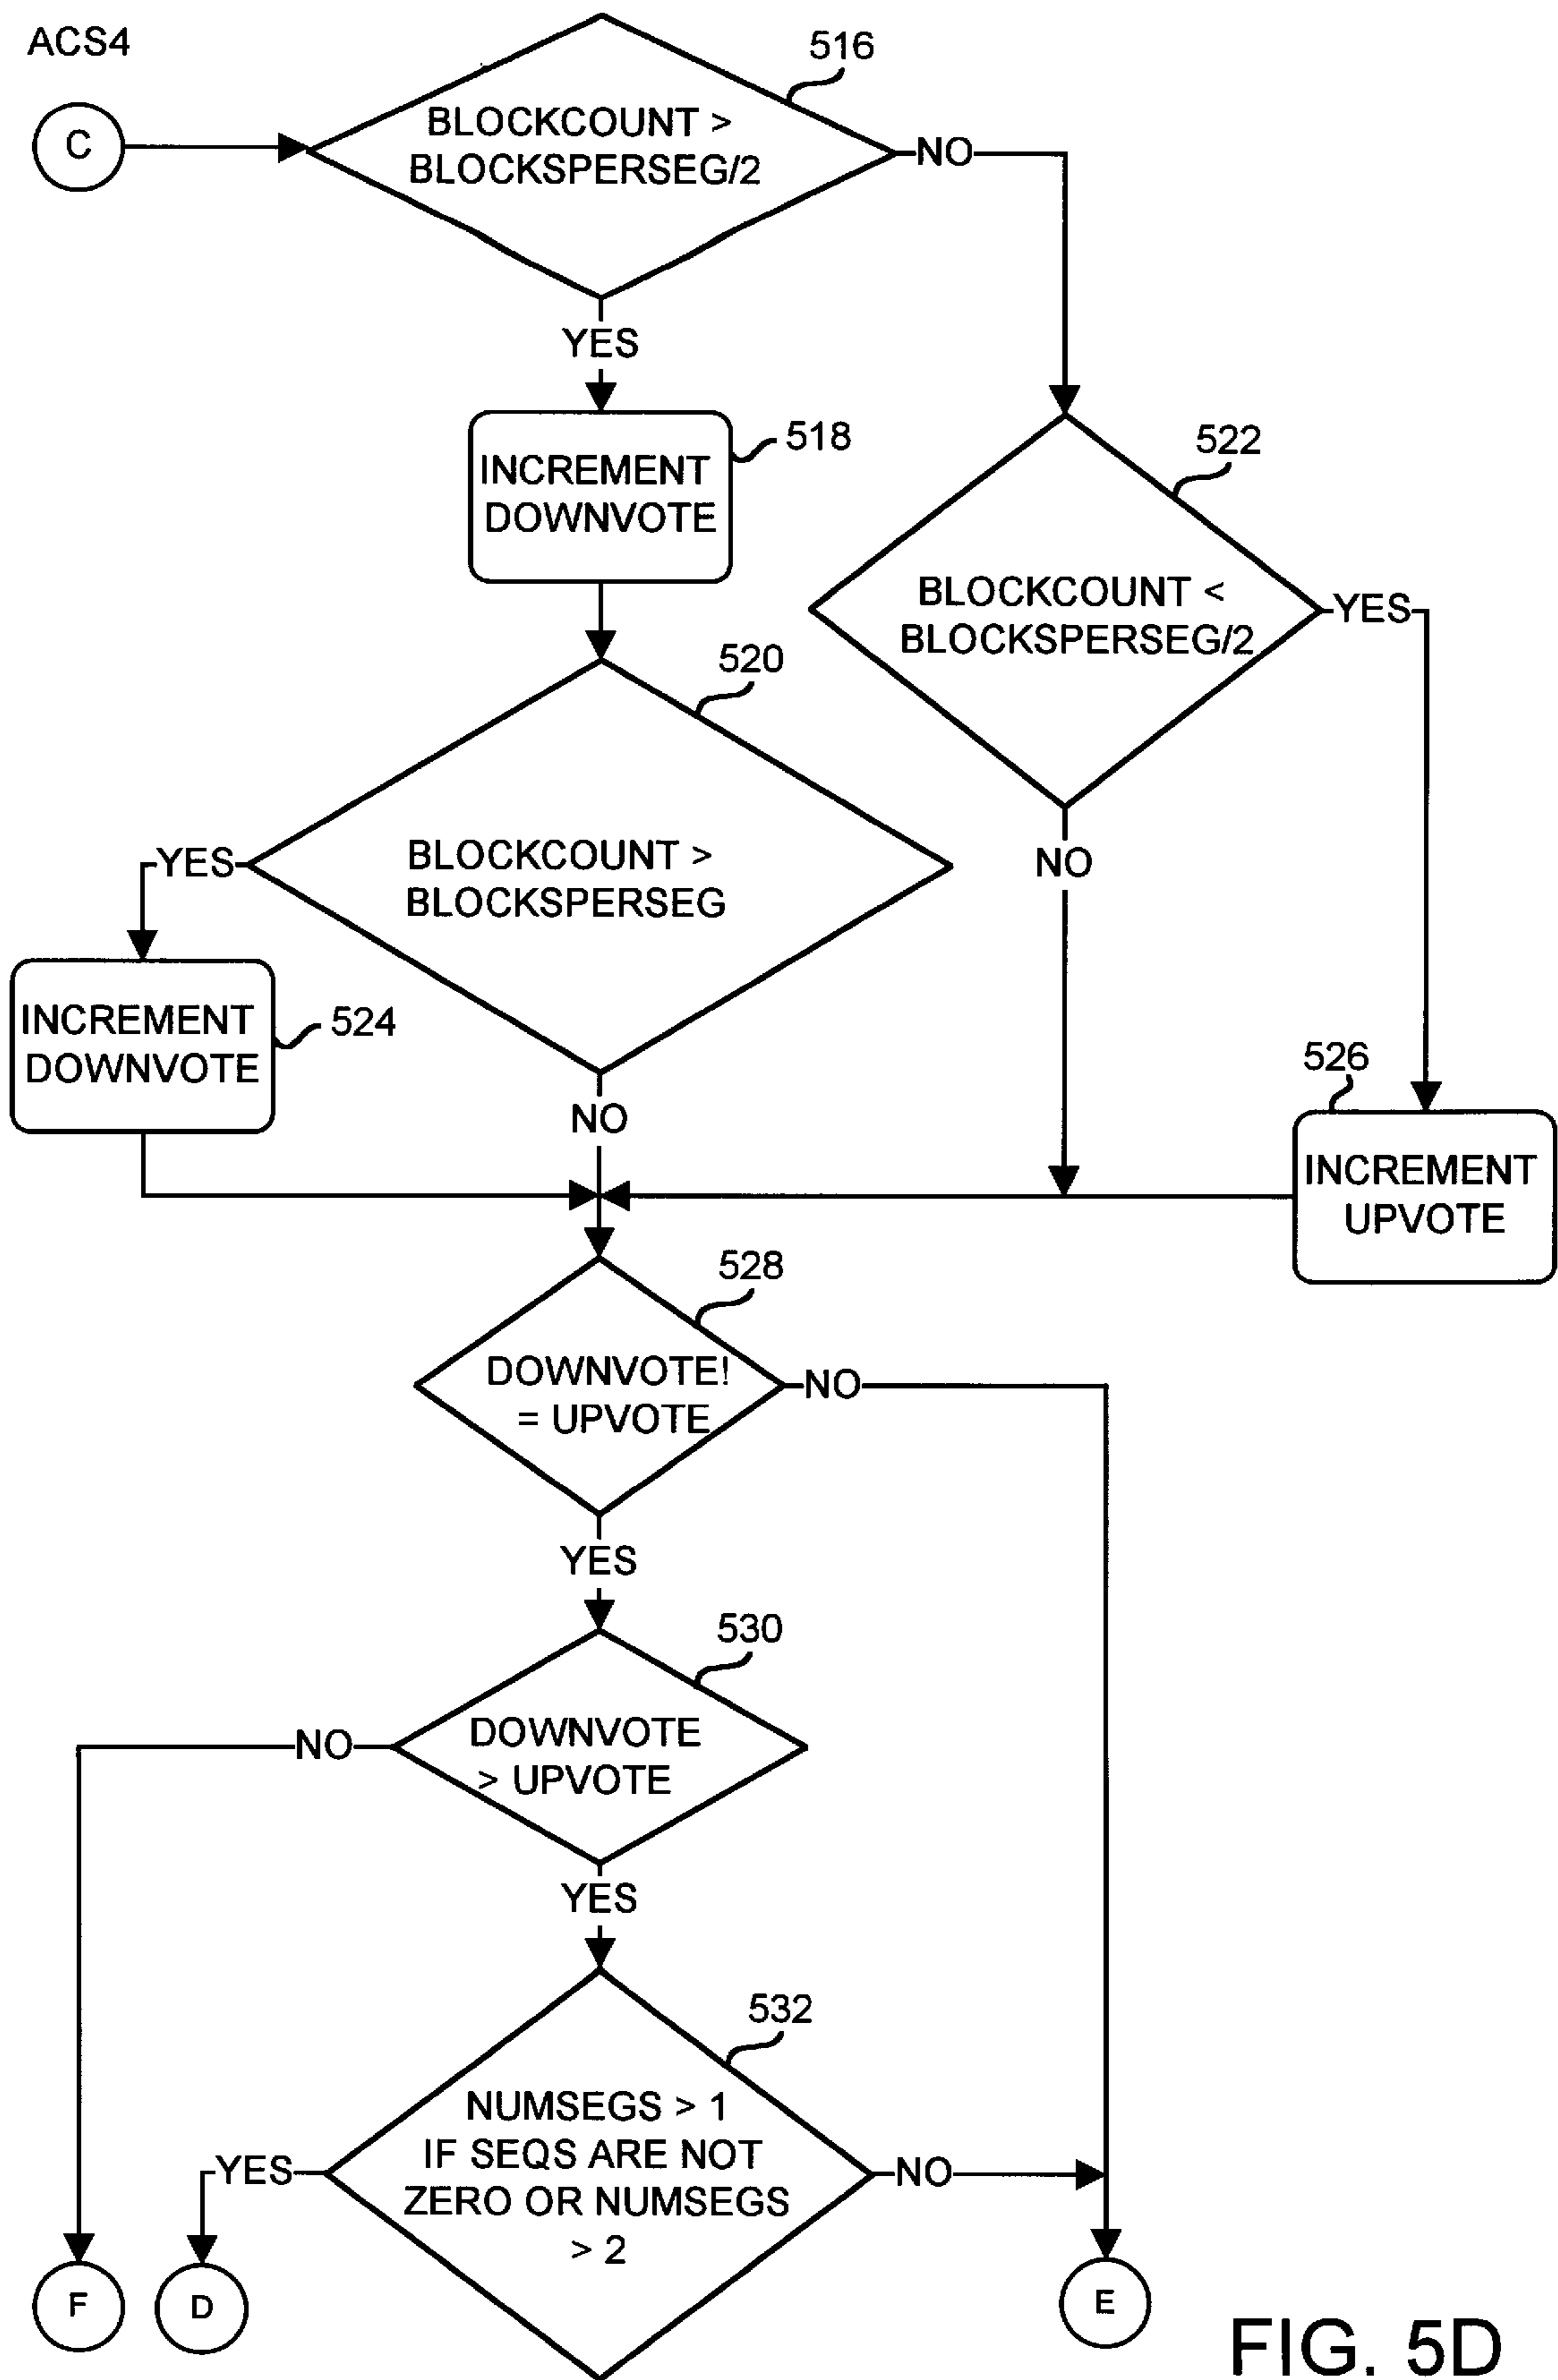 ACS4
516
C
BLOCKCOUNT >
BLOCKSPERSEG/2
NO
YES
INCREMENT
DOWNVOTE
518
522
BLOCKCOUNT <
BLOCKSPERSEG/2
YES
520
BLOCKCOUNT >
BLOCKSPERSEG
YES
NO
INCREMENT
DOWNVOTE
524
NO
526
INCREMENT
UPVOTE
528
DOWNVOTE!
= UPVOTE
NO
YES
530
DOWNVOTE
> UPVOTE
NO
YES
532
NUMSEGS > 1
IF SEQS ARE NOT
ZERO OR NUMSEGS
> 2
YES
NO
F
D
E
FIG. 5D